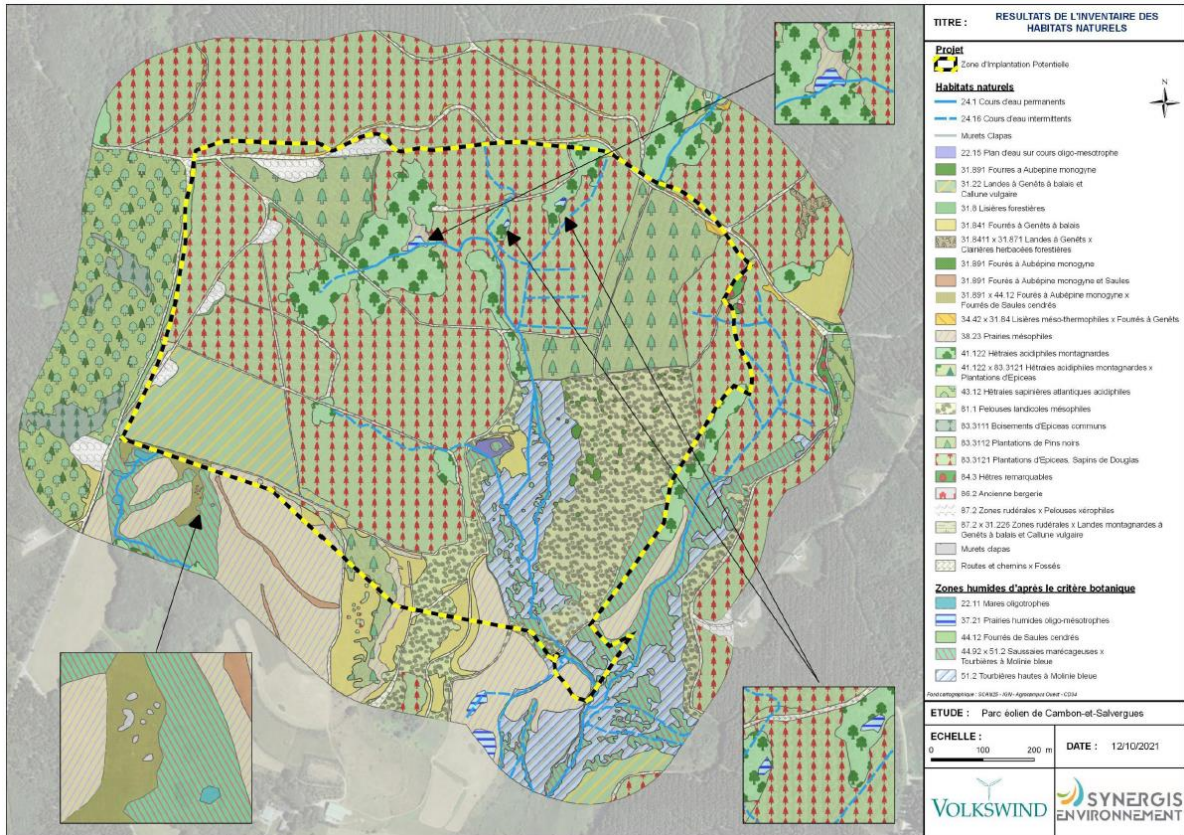 TITRE : RESULTATS DE L'INVENTAIRE DES
HABITATS NATURELS
Projet
Zone d'Implantation Potentielle
Habitats naturels
24.1 Cours d'eau permanents
24.16 Cours d'eau intermittents
Murets Clapas
22.15 Plan d'eau sur cours oligo-mesotrophe
31.891 Fourres a Aubepine monogyne
31.22 Landes à Genêts à balais et
Callune vulgaire
31.8 Lisières forestières
31.841 Fourrés à Genêts à balais
31.8411 x 31.871 Landes à Genêts x
Clairières herbacées forestières
31.891 Fourrés à Aubépine monogyne
31.891 Fourrés à Aubépine monogyne et Saules
31.891 x 44.12 Fourrés à Aubépine monogyne x
Fourrés de Saules cendrés
34.42 x 31.84 Lisières méso-thermophiles x Fourrés à Genêts
38.23 Prairies mésophiles
41.122 Hêtraies acidiphiles montagnardes
41.122 x 83.3121 Hêtraies acidiphiles montagnardes x
Plantations d'Epiceas
43.12 Hêtraies sapinières atlantiques acidiphiles
81.1 Pelouses landicoles mésophiles
83.3111 Boisements d'Epiceas communs
83.3112 Plantations de Pins noirs
83.3121 Plantations d'Epiceas, Sapins de Douglas
84.3 Hêtres remarquables
86.2 Ancienne bergerie
87.2 Zones rudérales x Pelouses xérophiles
87.2 x 31.226 Zones rudérales x Landes montagnardes à
Genêts à balais et Callune vulgaire
Murets clapas
Routes et chemins x Fossés
Zones humides d'après le critère botanique
22.11 Mares oligotrophes
37.21 Prairies humides oligo-mésotrophes
44.12 Fourrés de Saules cendrés
44.92 x 51.2 Saussaies marécageuses x
Tourbières à Molinie bleue
51.2 Tourbières hautes à Molinie bleue
Fond cartographique : SCAN25 - IGN - Agrocampus Ouest - CD34
ETUDE : Parc éolien de Cambon-et-Salvergues
ECHELLE :
0 100 200 m
DATE : 12/10/2021
N
VOLKSWIND
SYNERGIS
ENVIRONNEMENT